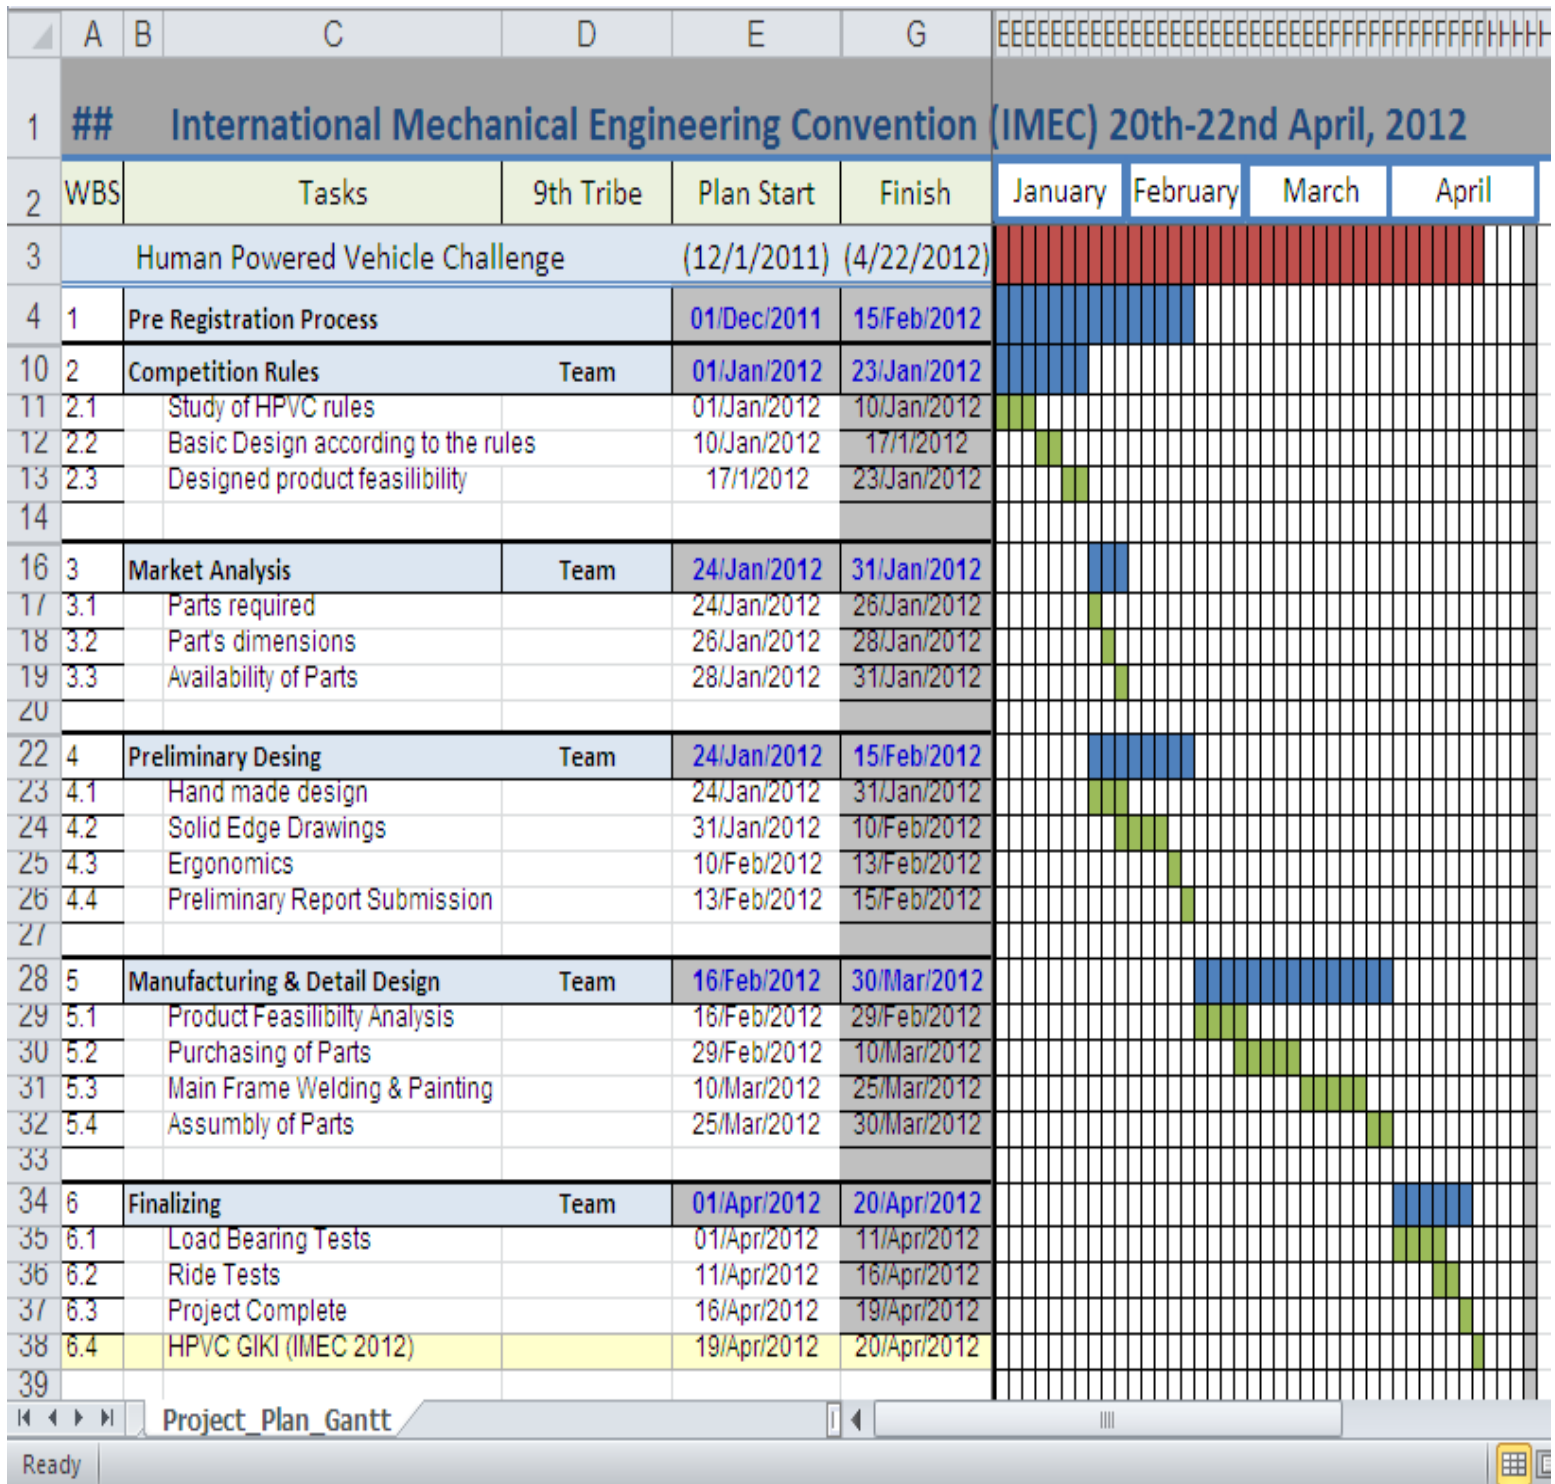 A B C D E G EEEEEEEEEEEEEEEEEEEEEEEEEFFFFFFFFFFFFHHHHH
1 ## International Mechanical Engineering Convention (IMEC) 20th-22nd April, 2012
2 WBS Tasks 9th Tribe Plan Start Finish January February March April
3 Human Powered Vehicle Challenge (12/1/2011) (4/22/2012)
4 1 Pre Registration Process 01/Dec/2011 15/Feb/2012
10 2 Competition Rules Team 01/Jan/2012 23/Jan/2012
11 2.1 Study of HPVC rules 01/Jan/2012 10/Jan/2012
12 2.2 Basic Design according to the rules 10/Jan/2012 17/1/2012
13 2.3 Designed product feasilibility 17/1/2012 23/Jan/2012
14
16 3 Market Analysis Team 24/Jan/2012 31/Jan/2012
17 3.1 Parts required 24/Jan/2012 26/Jan/2012
18 3.2 Part's dimensions 26/Jan/2012 28/Jan/2012
19 3.3 Availability of Parts 28/Jan/2012 31/Jan/2012
20
22 4 Preliminary Desing Team 24/Jan/2012 15/Feb/2012
23 4.1 Hand made design 24/Jan/2012 31/Jan/2012
24 4.2 Solid Edge Drawings 31/Jan/2012 10/Feb/2012
25 4.3 Ergonomics 10/Feb/2012 13/Feb/2012
26 4.4 Preliminary Report Submission 13/Feb/2012 15/Feb/2012
27
28 5 Manufacturing & Detail Design Team 16/Feb/2012 30/Mar/2012
29 5.1 Product Feasilibilty Analysis 16/Feb/2012 29/Feb/2012
30 5.2 Purchasing of Parts 29/Feb/2012 10/Mar/2012
31 5.3 Main Frame Welding & Painting 10/Mar/2012 25/Mar/2012
32 5.4 Assumbly of Parts 25/Mar/2012 30/Mar/2012
33
34 6 Finalizing Team 01/Apr/2012 20/Apr/2012
35 6.1 Load Bearing Tests 01/Apr/2012 11/Apr/2012
36 6.2 Ride Tests 11/Apr/2012 16/Apr/2012
37 6.3 Project Complete 16/Apr/2012 19/Apr/2012
38 6.4 HPVC GIKI (IMEC 2012) 19/Apr/2012 20/Apr/2012
39
Project_Plan_Gantt
Ready